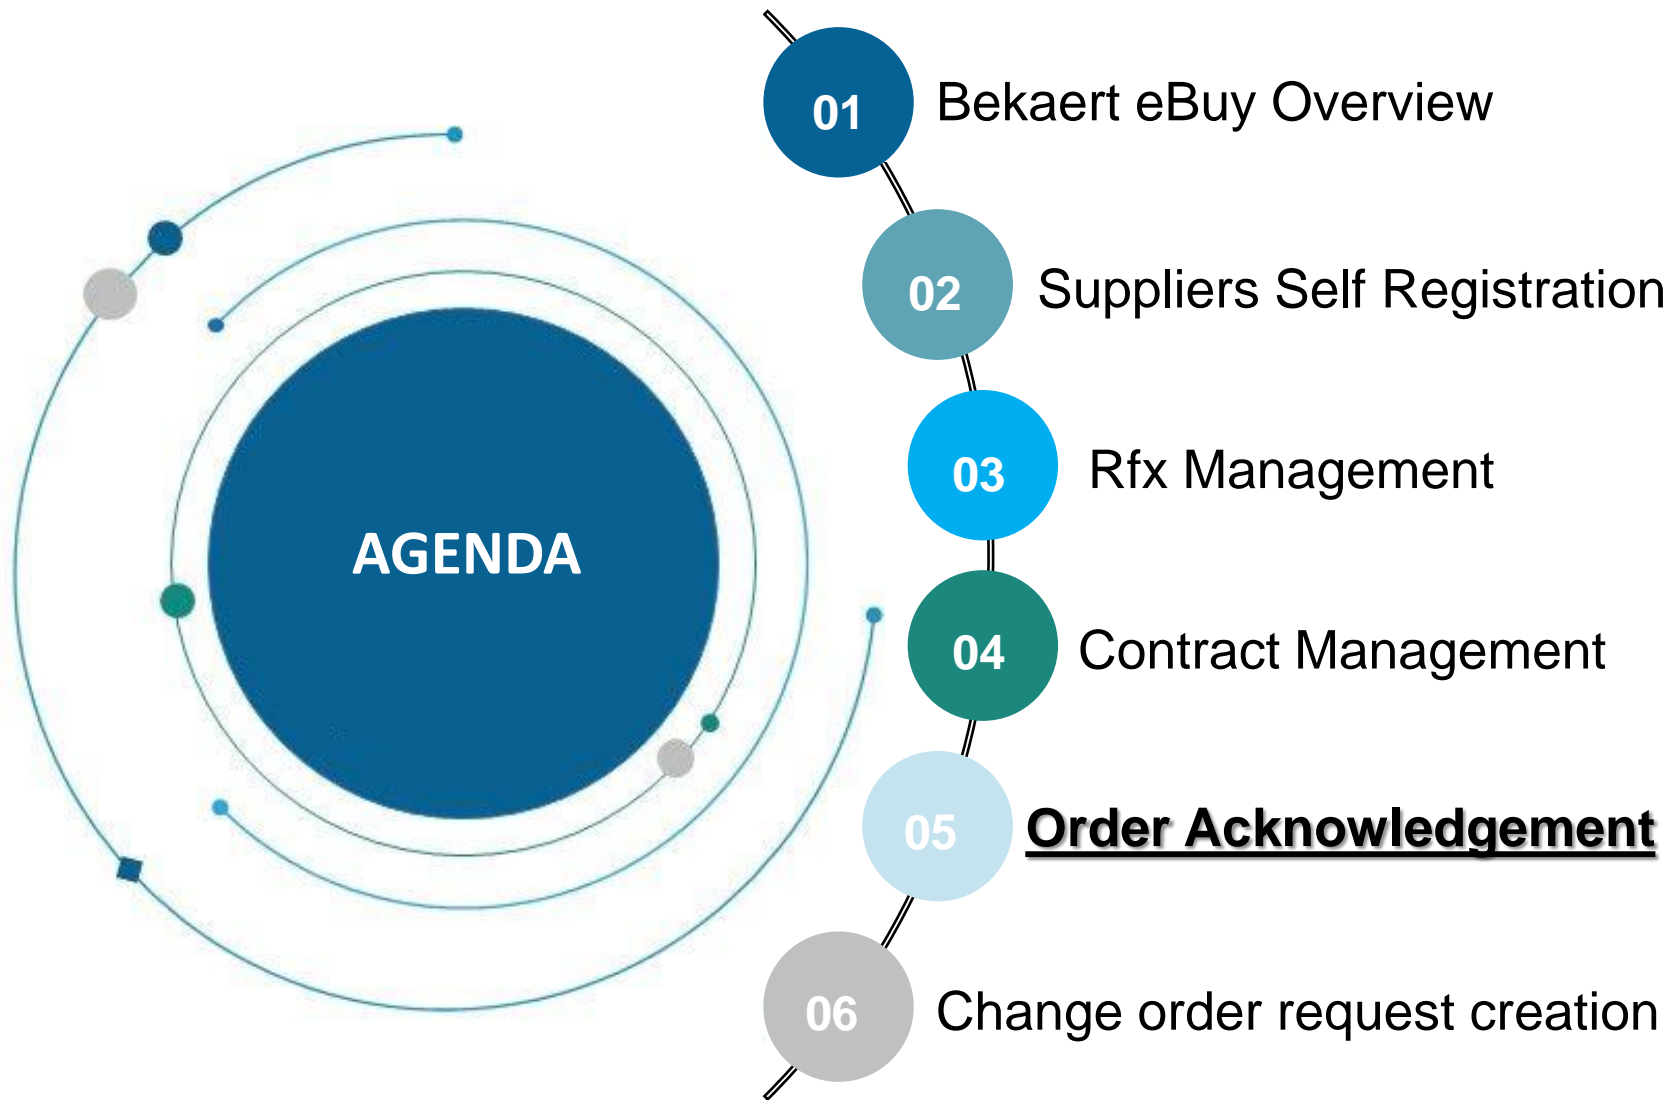 AGENDA
01 Bekaert eBuy Overview
02 Suppliers Self Registration
03 Rfx Management
04 Contract Management
05 Order Acknowledgement
06 Change order request creation